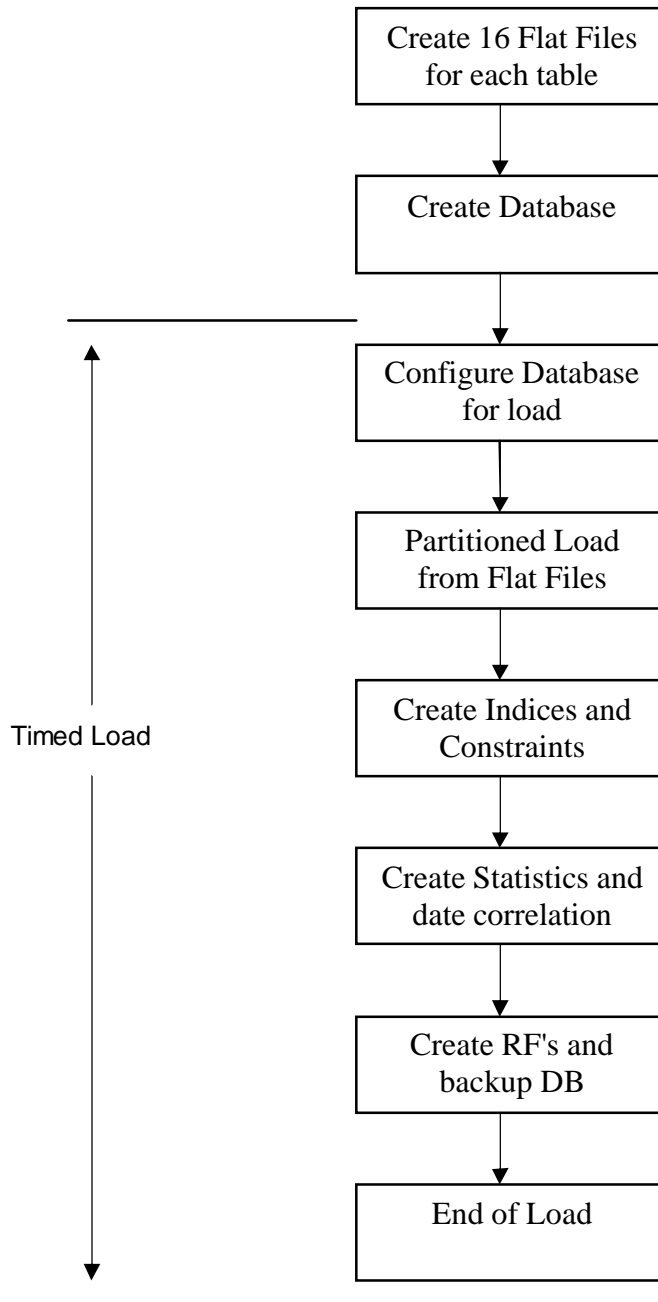 Create 16 Flat Files
for each table
Create Database
Configure Database
for load
Partitioned Load
from Flat Files
Create Indices and
Constraints
Timed Load
Create Statistics and
date correlation
Create RF's and
backup DB
End of Load